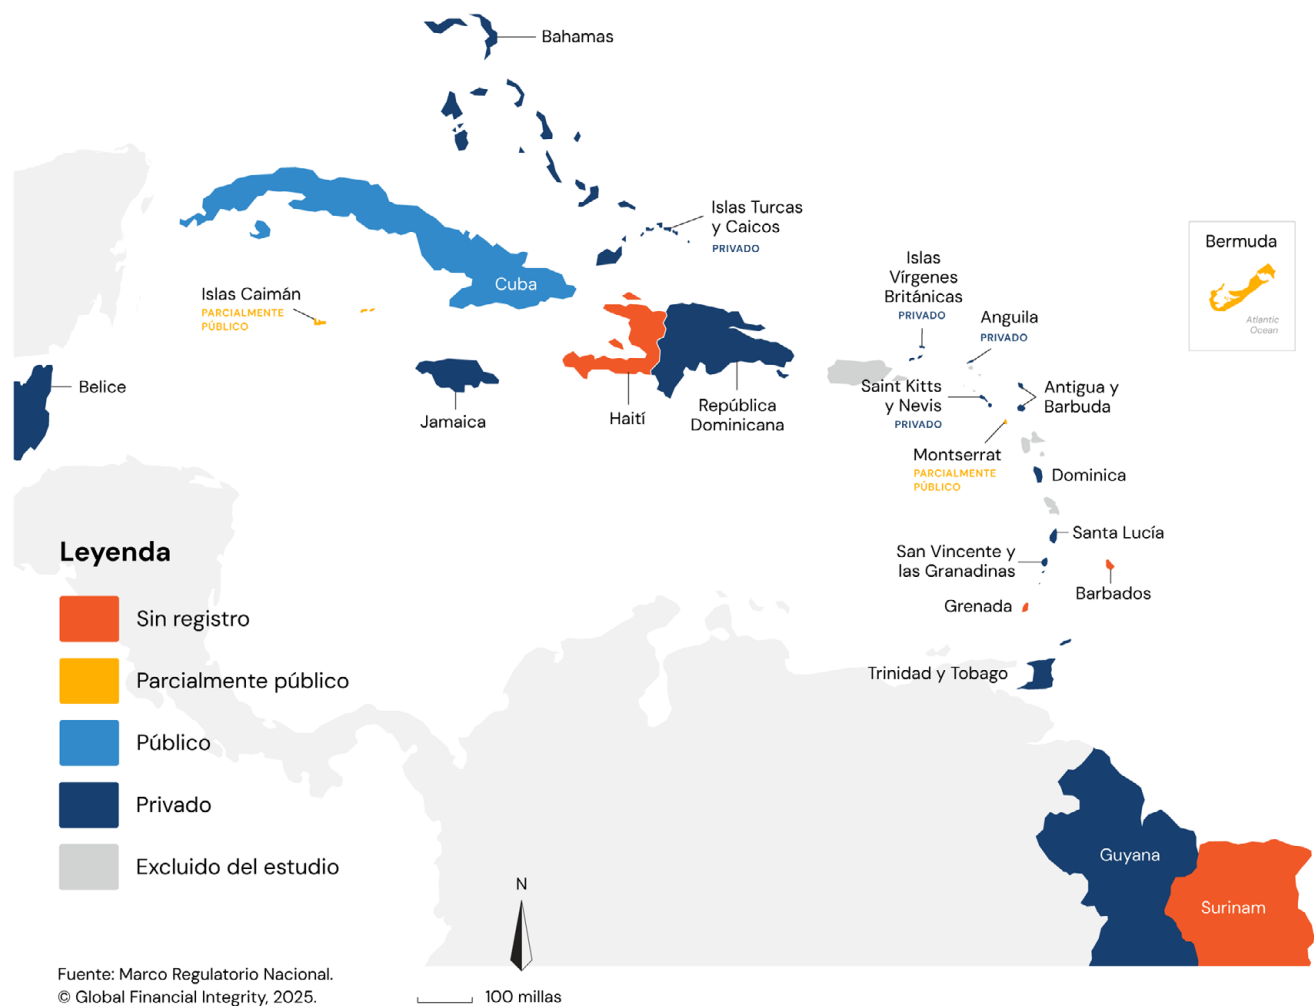 Bahamas
Islas Turcas
y Caicos
PRIVADO
Bermuda
Atlantic
Ocean
Islas
Vírgenes
Británicas
PRIVADO
Cuba
Islas Caimán
PARCIALMENTE
PÚBLICO
Anguila
PRIVADO
Belice
Jamaica
Haití
República
Dominicana
Saint Kitts
y Nevis
PRIVADO
Antigua y
Barbuda
Montserrat
PARCIALMENTE
PÚBLICO
Dominica
Santa Lucía
San Vincente y
las Granadinas
Barbados
Grenada
Trinidad y Tobago
Guyana
Surinam
Leyenda
Sin registro
Parcialmente público
Público
Privado
Excluido del estudio
N
100 millas
Fuente: Marco Regulatorio Nacional.
© Global Financial Integrity, 2025.